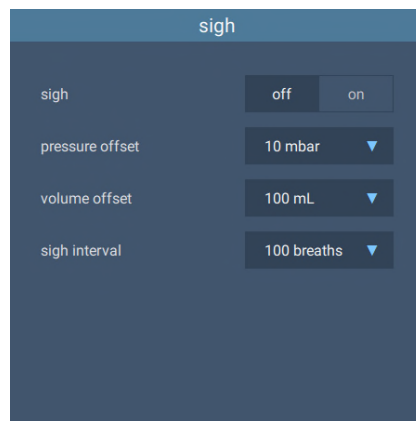 sigh
sigh off on
pressure offset 10 mbar
volume offset 100 mL
sigh interval 100 breaths